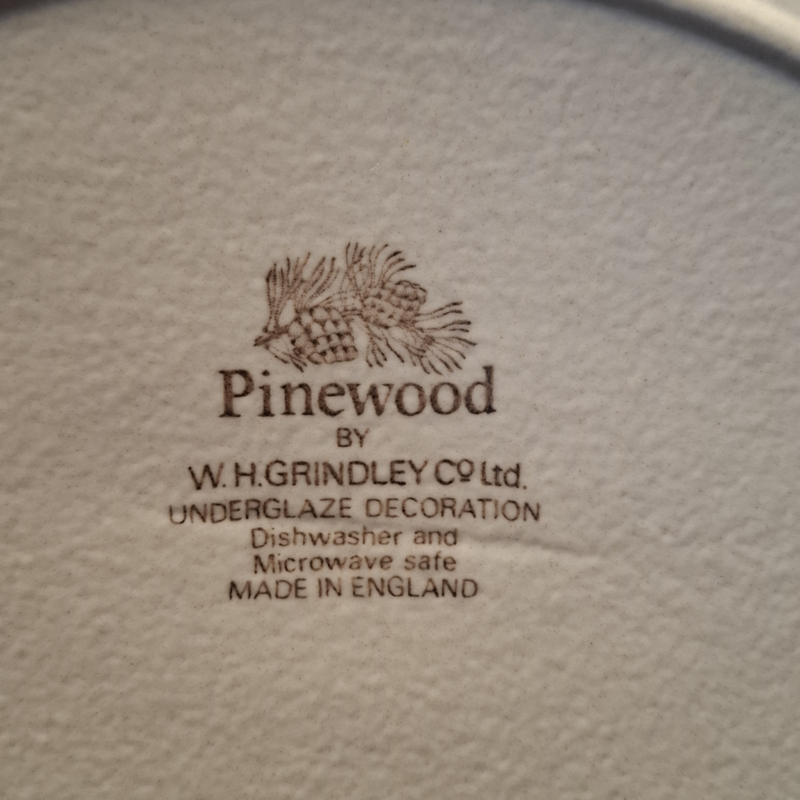 Pinewood
BY
W.H.GRINDLEY Cº Ltd.
UNDERGLAZE DECORATION
Dishwasher and
Microwave safe
MADE IN ENGLAND